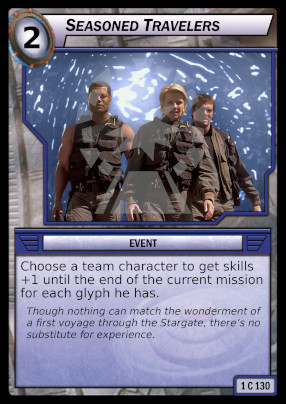 2
SEASONED TRAVELERS
EVENT
Choose a team character to get skills
+1 until the end of the current mission
for each glyph he has.
Though nothing can match the wonderment of
a first voyage through the Stargate, there's no
substitute for experience.
1 C 130